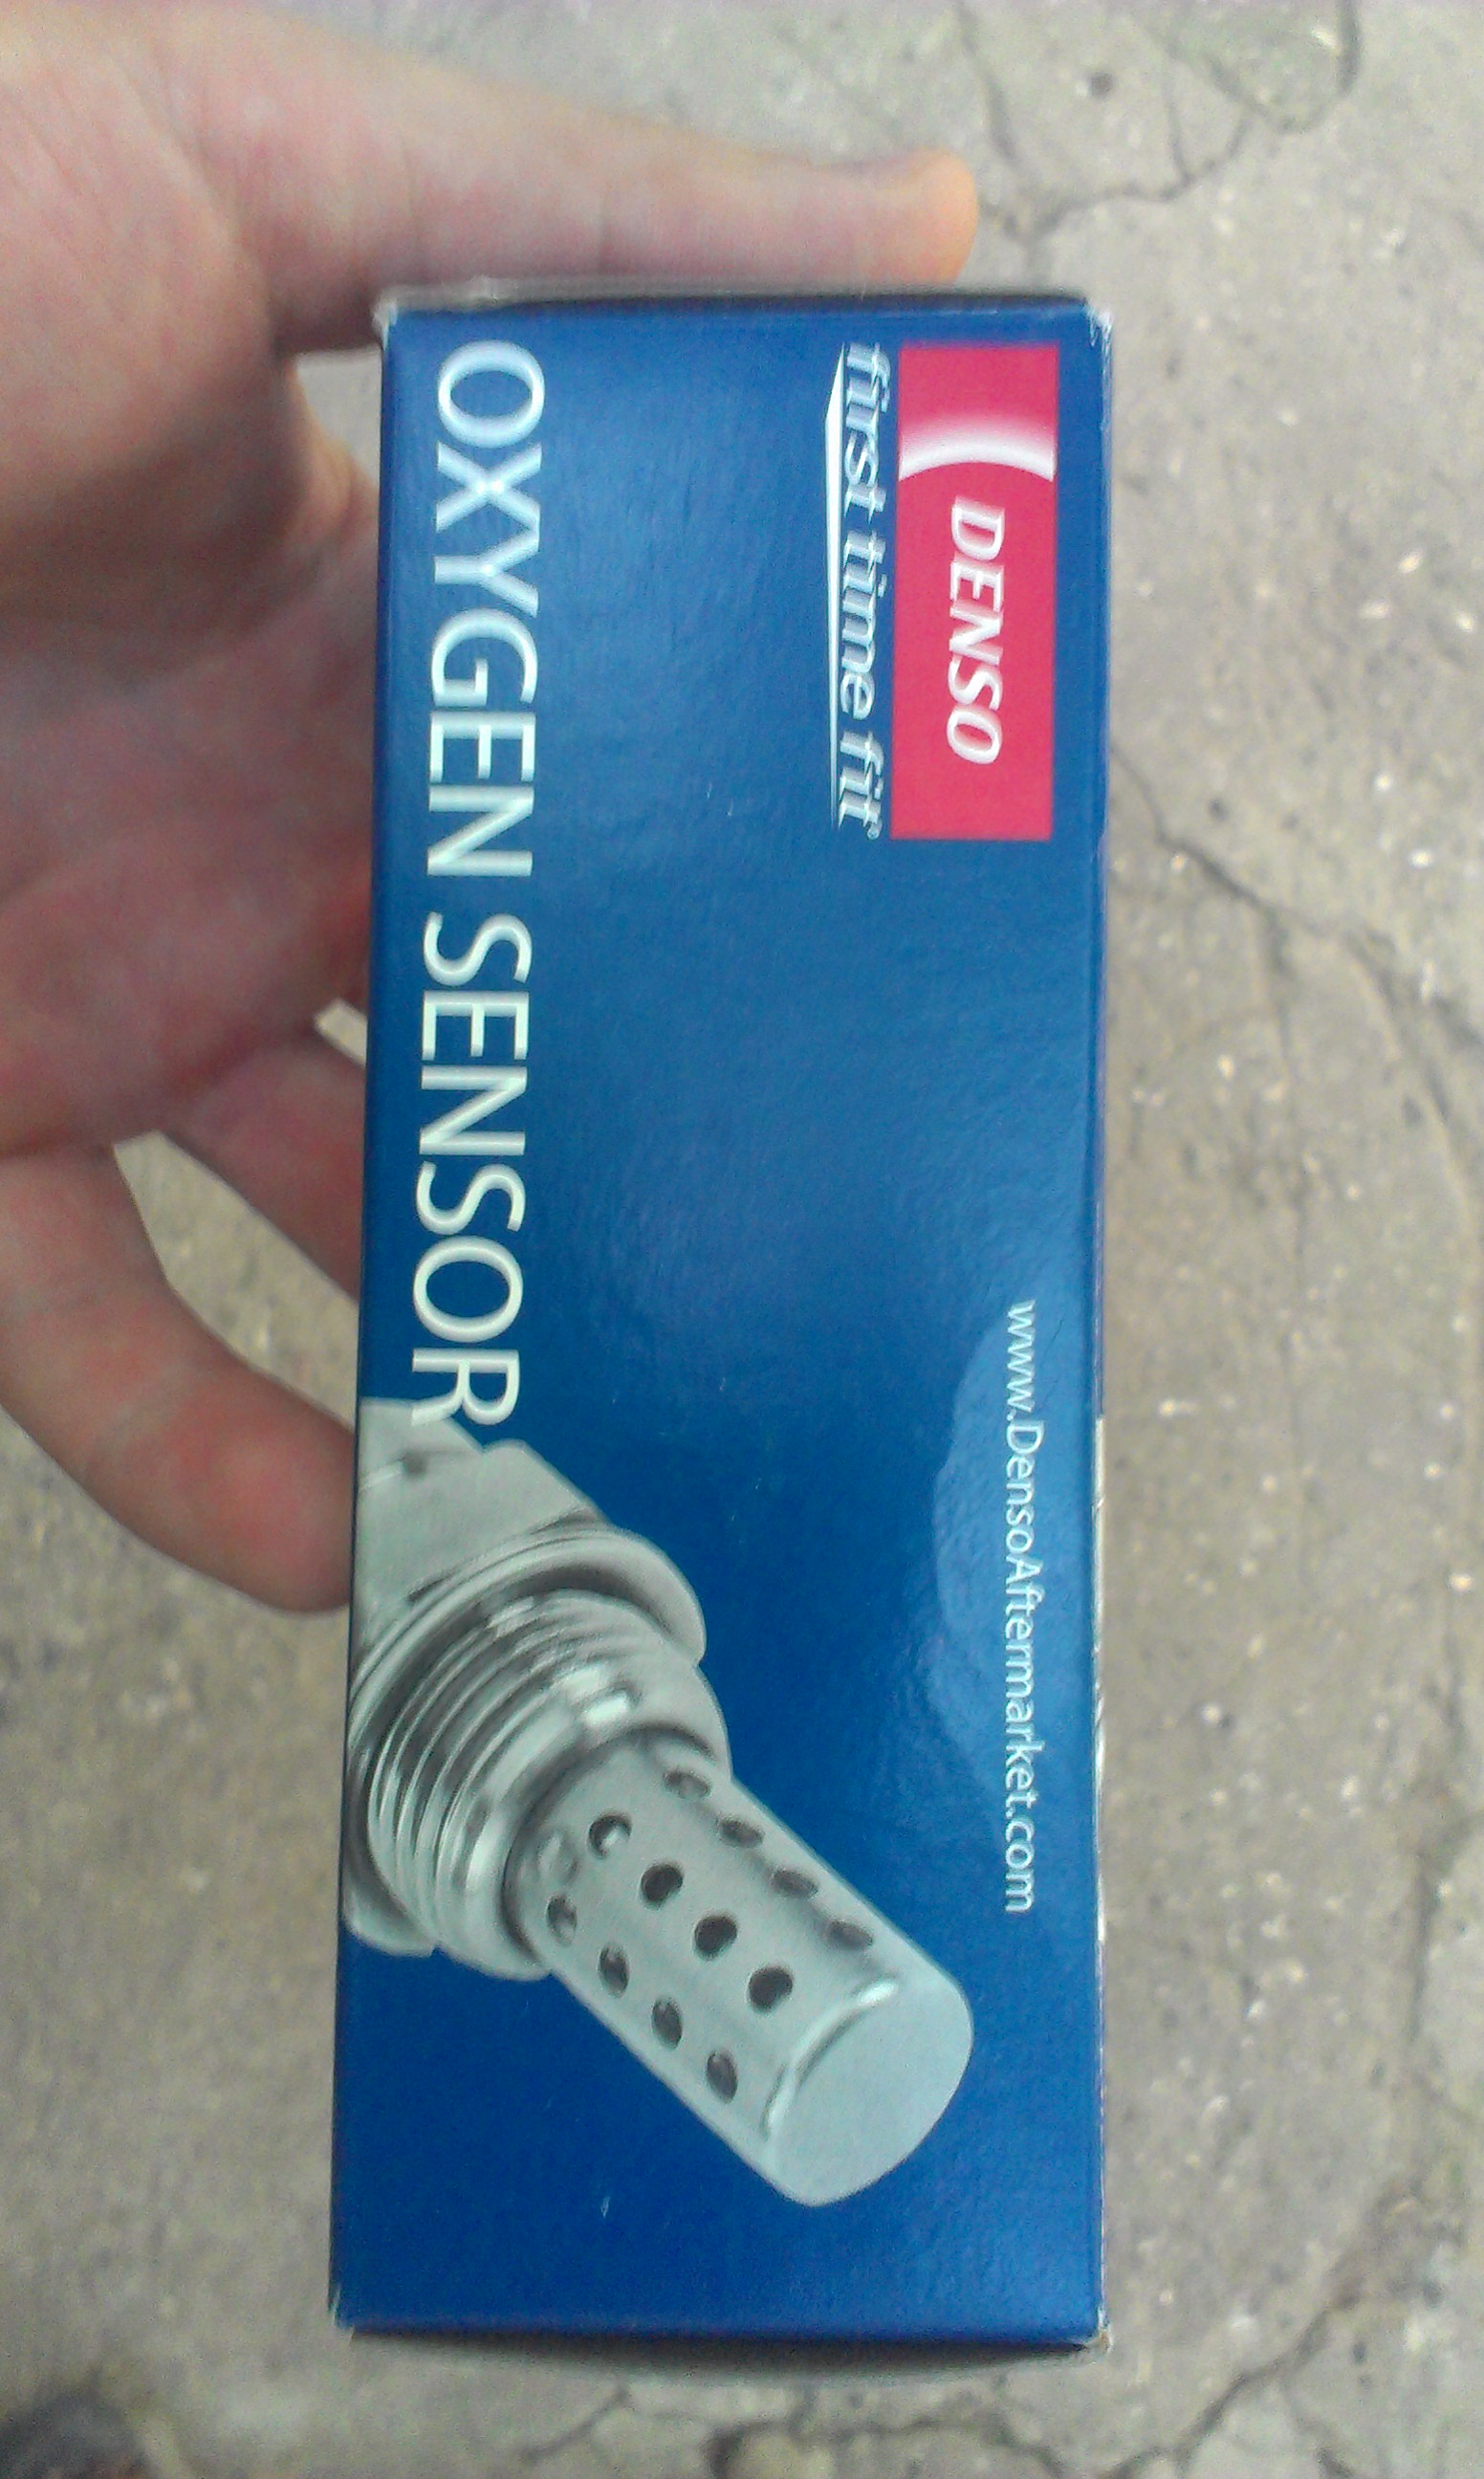 DENSO
first time fit®
www.DensoAftermarket.com
OXYGEN SENSOR